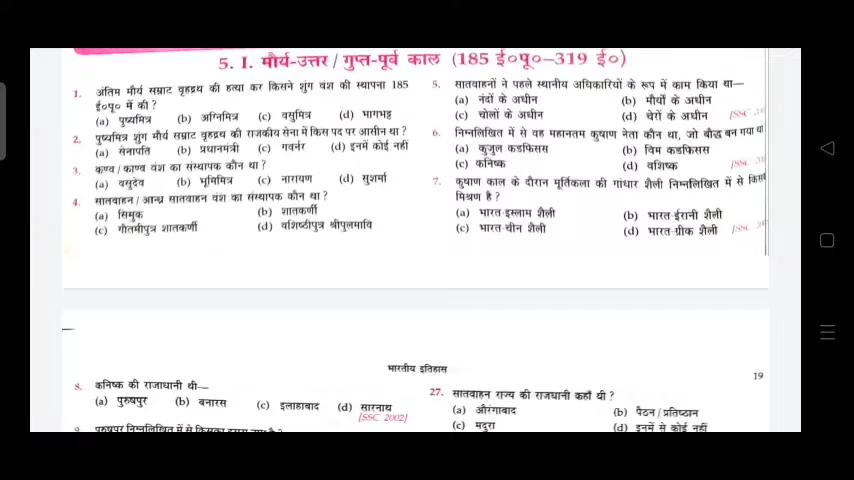 5. I. मौर्य-उत्तर / गुप्त-पूर्व काल (185 ई०पू०–319 ई०)
1. अंतिम मौर्य सम्राट वृहद्रथ की हत्या कर किसने शुंग वंश की स्थापना 185
ई०पू० में की ?
(a) पुष्यमित्र (b) अग्निमित्र (c) वसुमित्र (d) भागभट्ट
2. पुष्यमित्र शुंग मौर्य सम्राट वृहद्रथ की राजकीय सेना में किस पद पर आसीन था ?
(a) सेनापति (b) प्रधानमंत्री (c) गवर्नर (d) इनमें कोई नहीं
3. कण्व / काण्व वंश का संस्थापक कौन था ?
(a) वसुदेव (b) भूमिमित्र (c) नारायण (d) सुशर्मा
4. सातवाहन / आन्ध्र सातवाहन वंश का संस्थापक कौन था ?
(a) सिमुक (b) शातकर्णी
(c) गौतमीपुत्र शातकर्णी (d) वशिष्ठीपुत्र श्रीपुलमावि
5. सातवाहनों ने पहले स्थानीय अधिकारियों के रूप में काम किया था—
(a) नंदों के अधीन (b) मौर्यों के अधीन
(c) चोलों के अधीन (d) चेरों के अधीन [SSC
6. निम्नलिखित में से वह महानतम कुषाण नेता कौन था, जो बौद्ध बन गया था
(a) कुजुल कडफिसस (b) विम कडफिसस
(c) कनिष्क (d) वशिष्क [SSC
7. कुषाण काल के दौरान मूर्तिकला की गांधार शैली निम्नलिखित में से
मिश्रण है ?
(a) भारत-इस्लाम शैली (b) भारत-ईरानी शैली
(c) भारत-चीन शैली (d) भारत-ग्रीक शैली [SSC
भारतीय इतिहास
19
8. कनिष्क की राजधानी थी—
(a) पुरुषपुर (b) बनारस (c) इलाहाबाद (d) सारनाथ
[SSC 2002]
27. सातवाहन राज्य की राजधानी कहाँ थी ?
(a) औरंगाबाद (b) पैठन / प्रतिष्ठान
(c) मदुरा (d) इनमें से कोई नहीं